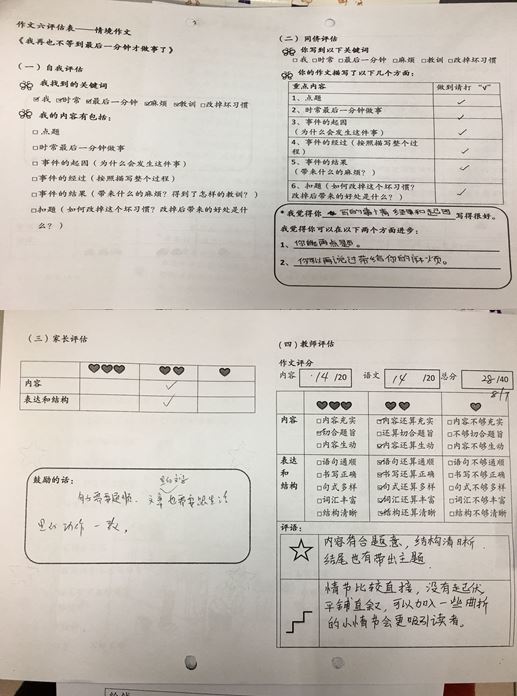 作文六评估表——情境作文
《我再也不等到最后一分钟才做事了》
（一）自我评估
我找到的关键词
☑我 ☑时常 ☑最后一分钟 ☑麻烦 ☑教训 □改掉坏习惯
我的内容有包括：
□点题
□时常最后一分钟做事
□事件的起因（为什么会发生这件事）
□事件的经过（按照描写整个过程）
□事件的结果（带来什么的麻烦？得到了怎样的教训？）
□扣题（如何改掉这个坏习惯？改掉后带来的好处是什
么？）
（二）同侪评估
你写到以下关键词
□我 □时常 □最后一分钟 □麻烦 □教训 □改掉坏习惯
你的作文描写了以下几个方面：
重点内容 做到请打 “√”
1、点题 ✓
2、时常最后一分钟做事 ✓
3、事件的起因
（为什么会发生这件事） ✓
4、事件的经过（按照描写整个过
程） ✓
5、事件的结果
（带来什么的麻烦？） ✓
6、扣题（如何改掉这个坏习惯？
改掉后带来的好处是什么？） ✓
*我觉得你 写的事情经过和起因 写得很好。
我觉得你可以在以下两个方面进步：
1、你能再点题。
2、你可以再说过带给你的麻烦。
（三）家长评估
内容 ✓
表达和结构 ✓
鼓励的话：
（四）教师评估
作文评分
内容 14 /20 语文 14 /20 总分 28 /40
内容 □内容充实 ☑内容还算充实 □内容不够充实
☑切合题旨 □还算切合题旨 □不够切合题旨
□内容生动 ☑内容还算生动 □内容不够生动
表达和结构 □语句通顺 ☑语句还算通顺 □语句不够通顺
□书写正确 ☑书写还算正确 □书写不够正确
□句式多样 ☑句式还算多样 □句式不够多样
□词汇丰富 ☑词汇还算丰富 □词汇不够丰富
□结构清晰 ☑结构还算清晰 □结构不够清晰
评语：
内容符合题意，结构清晰。
结尾也有带出主题
情节比较直接，没有起伏
平铺直叙，可以加入一些曲折
的小情节会更吸引读者。